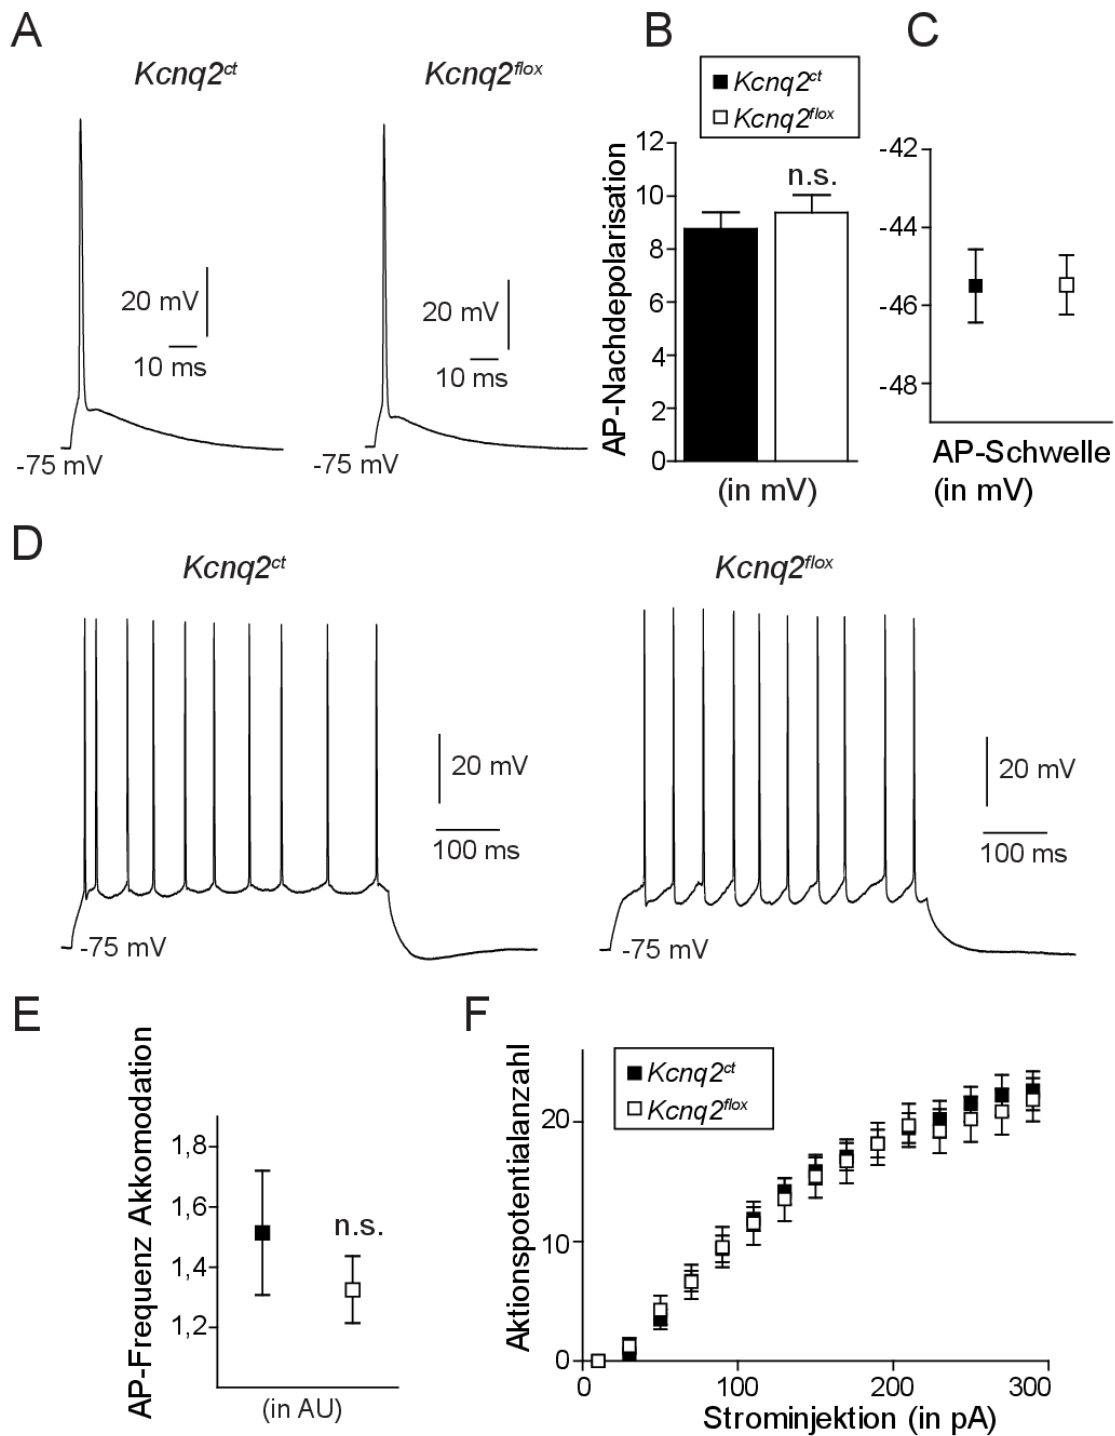 A
Kcnq2ct
Kcnq2flox
20 mV
10 ms
-75 mV
20 mV
10 ms
-75 mV
B
Kcnq2ct
Kcnq2flox
AP-Nachdepolarisation
12
10
8
6
4
2
0
n.s.
(in mV)
C
-42
-44
-46
-48
AP-Schwelle
(in mV)
D
Kcnq2ct
Kcnq2flox
20 mV
100 ms
-75 mV
20 mV
100 ms
-75 mV
E
AP-Frequenz Akkomodation
1,8
1,6
1,4
1,2
n.s.
(in AU)
F
Kcnq2ct
Kcnq2flox
Aktionspotentialanzahl
20
10
0
0
100
200
300
Strominjektion (in pA)